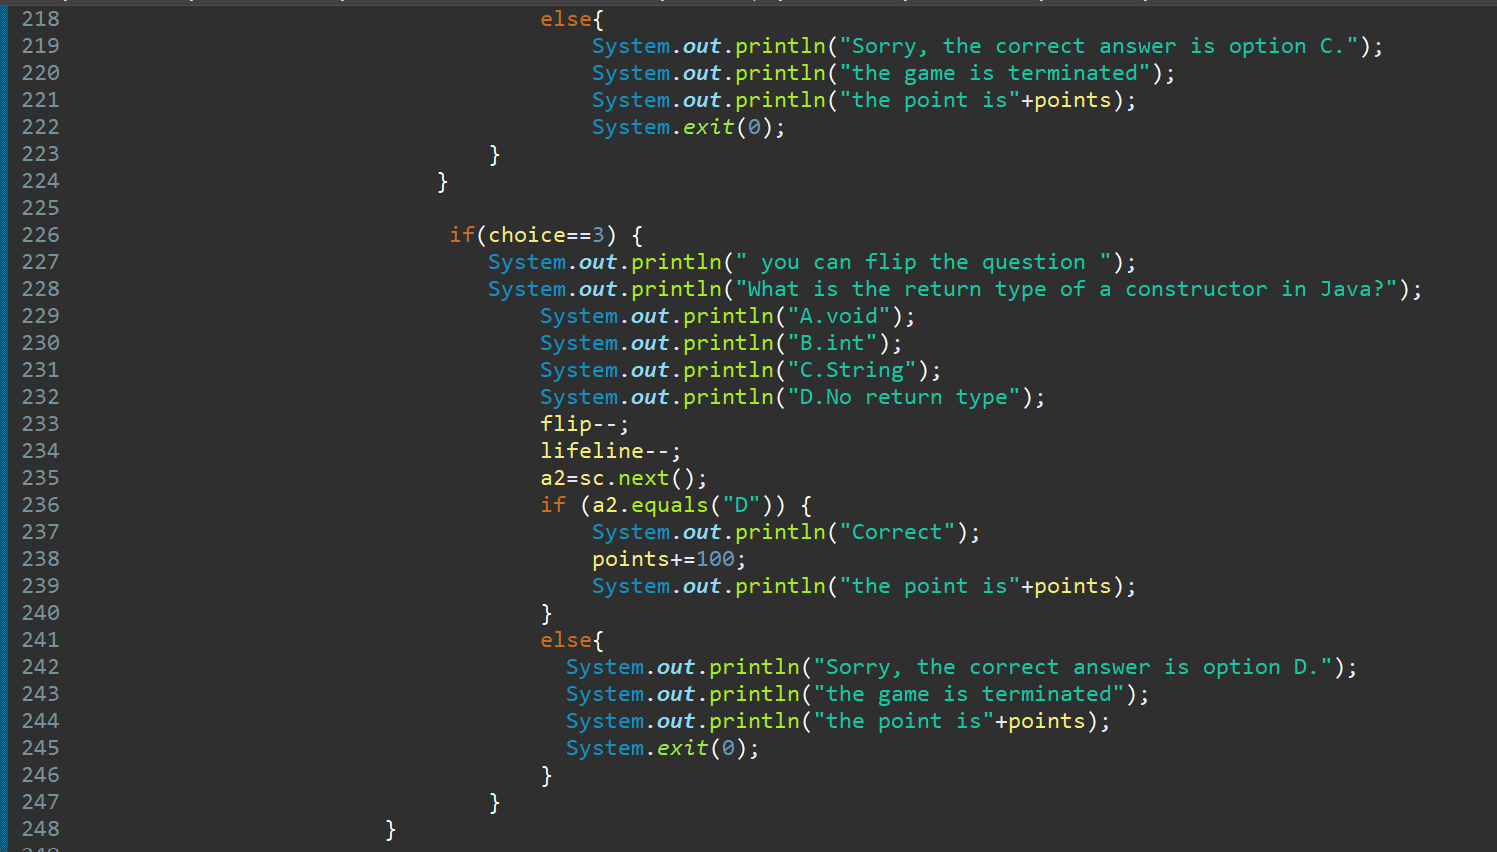 218 else{
219 System.out.println("Sorry, the correct answer is option C.");
220 System.out.println("the game is terminated");
221 System.out.println("the point is"+points);
222 System.exit(0);
223 }
224 }
225
226 if(choice==3) {
227 System.out.println(" you can flip the question ");
228 System.out.println("What is the return type of a constructor in Java?");
229 System.out.println("A.void");
230 System.out.println("B.int");
231 System.out.println("C.String");
232 System.out.println("D.No return type");
233 flip--;
234 lifeline--;
235 a2=sc.next();
236 if (a2.equals("D")) {
237 System.out.println("Correct");
238 points+=100;
239 System.out.println("the point is"+points);
240 }
241 else{
242 System.out.println("Sorry, the correct answer is option D.");
243 System.out.println("the game is terminated");
244 System.out.println("the point is"+points);
245 System.exit(0);
246 }
247 }
248 }